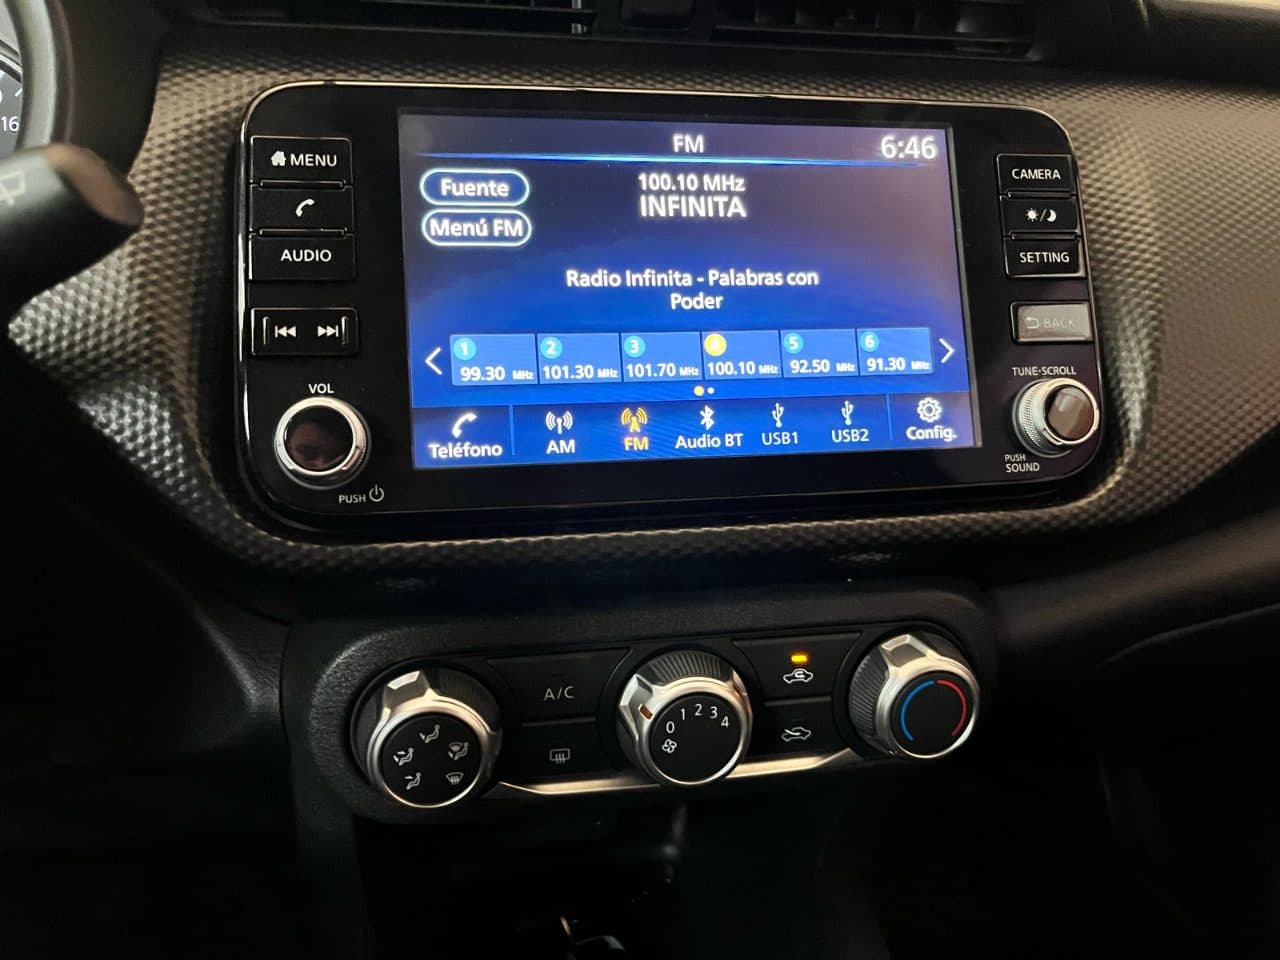 16
MENU
AUDIO
VOL
PUSH
FM
6:46
Fuente
100.10 MHz
INFINITA
Menú FM
Radio Infinita - Palabras con
Poder
1 99.30 MHz
2 101.30 MHz
3 101.70 MHz
4 100.10 MHz
5 92.50 MHz
6 91.30 MHz
Teléfono
AM
FM
Audio BT
USB1
USB2
Config.
CAMERA
SETTING
BACK
TUNE·SCROLL
PUSH
SOUND
A/C
0 1 2 3 4